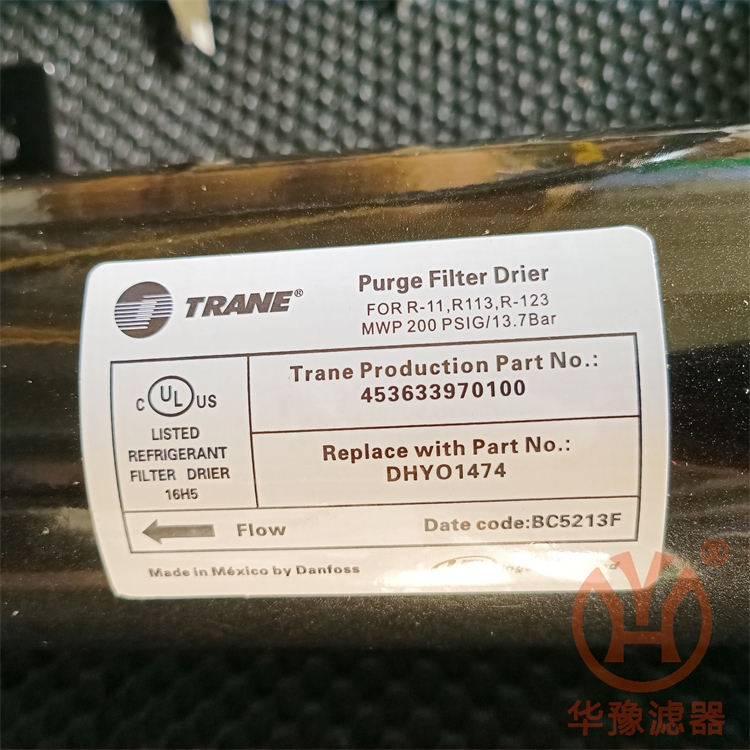 TRANE®
Purge Filter Drier
FOR R-11,R113,R-123
MWP 200 PSIG/13.7Bar
Trane Production Part No.:
453633970100
C UL US
LISTED
REFRIGERANT
FILTER DRIER
16H5
Replace with Part No.:
DHYO1474
Flow
Date code:BC5213F
Made in México by Danfoss
®
华豫滤器